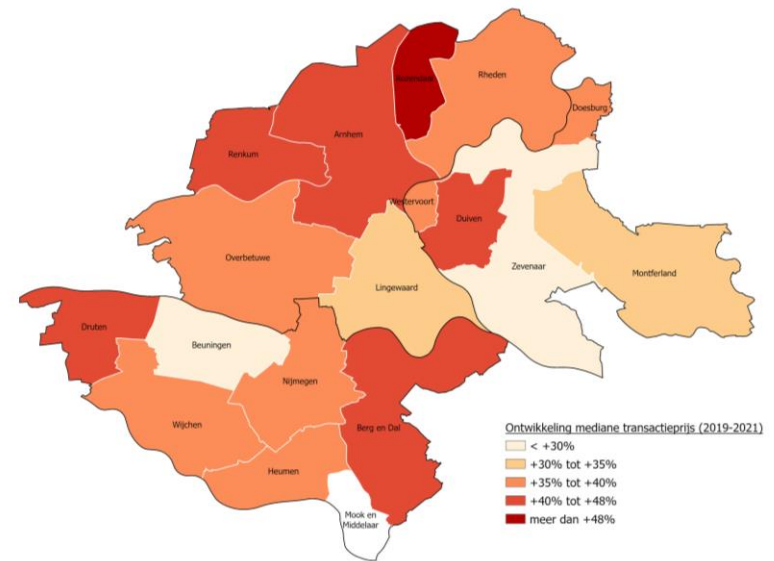 Rozendaal
Rheden
Doesburg
Arnhem
Renkum
Westervoort
Duiven
Overbetuwe
Zevenaar
Montferland
Lingewaard
Druten
Beuningen
Nijmegen
Wijchen
Berg en Dal
Heumen
Mook en
Middelaar
Ontwikkeling mediane transactieprijs (2019-2021)
< +30%
+30% tot +35%
+35% tot +40%
+40% tot +48%
meer dan +48%